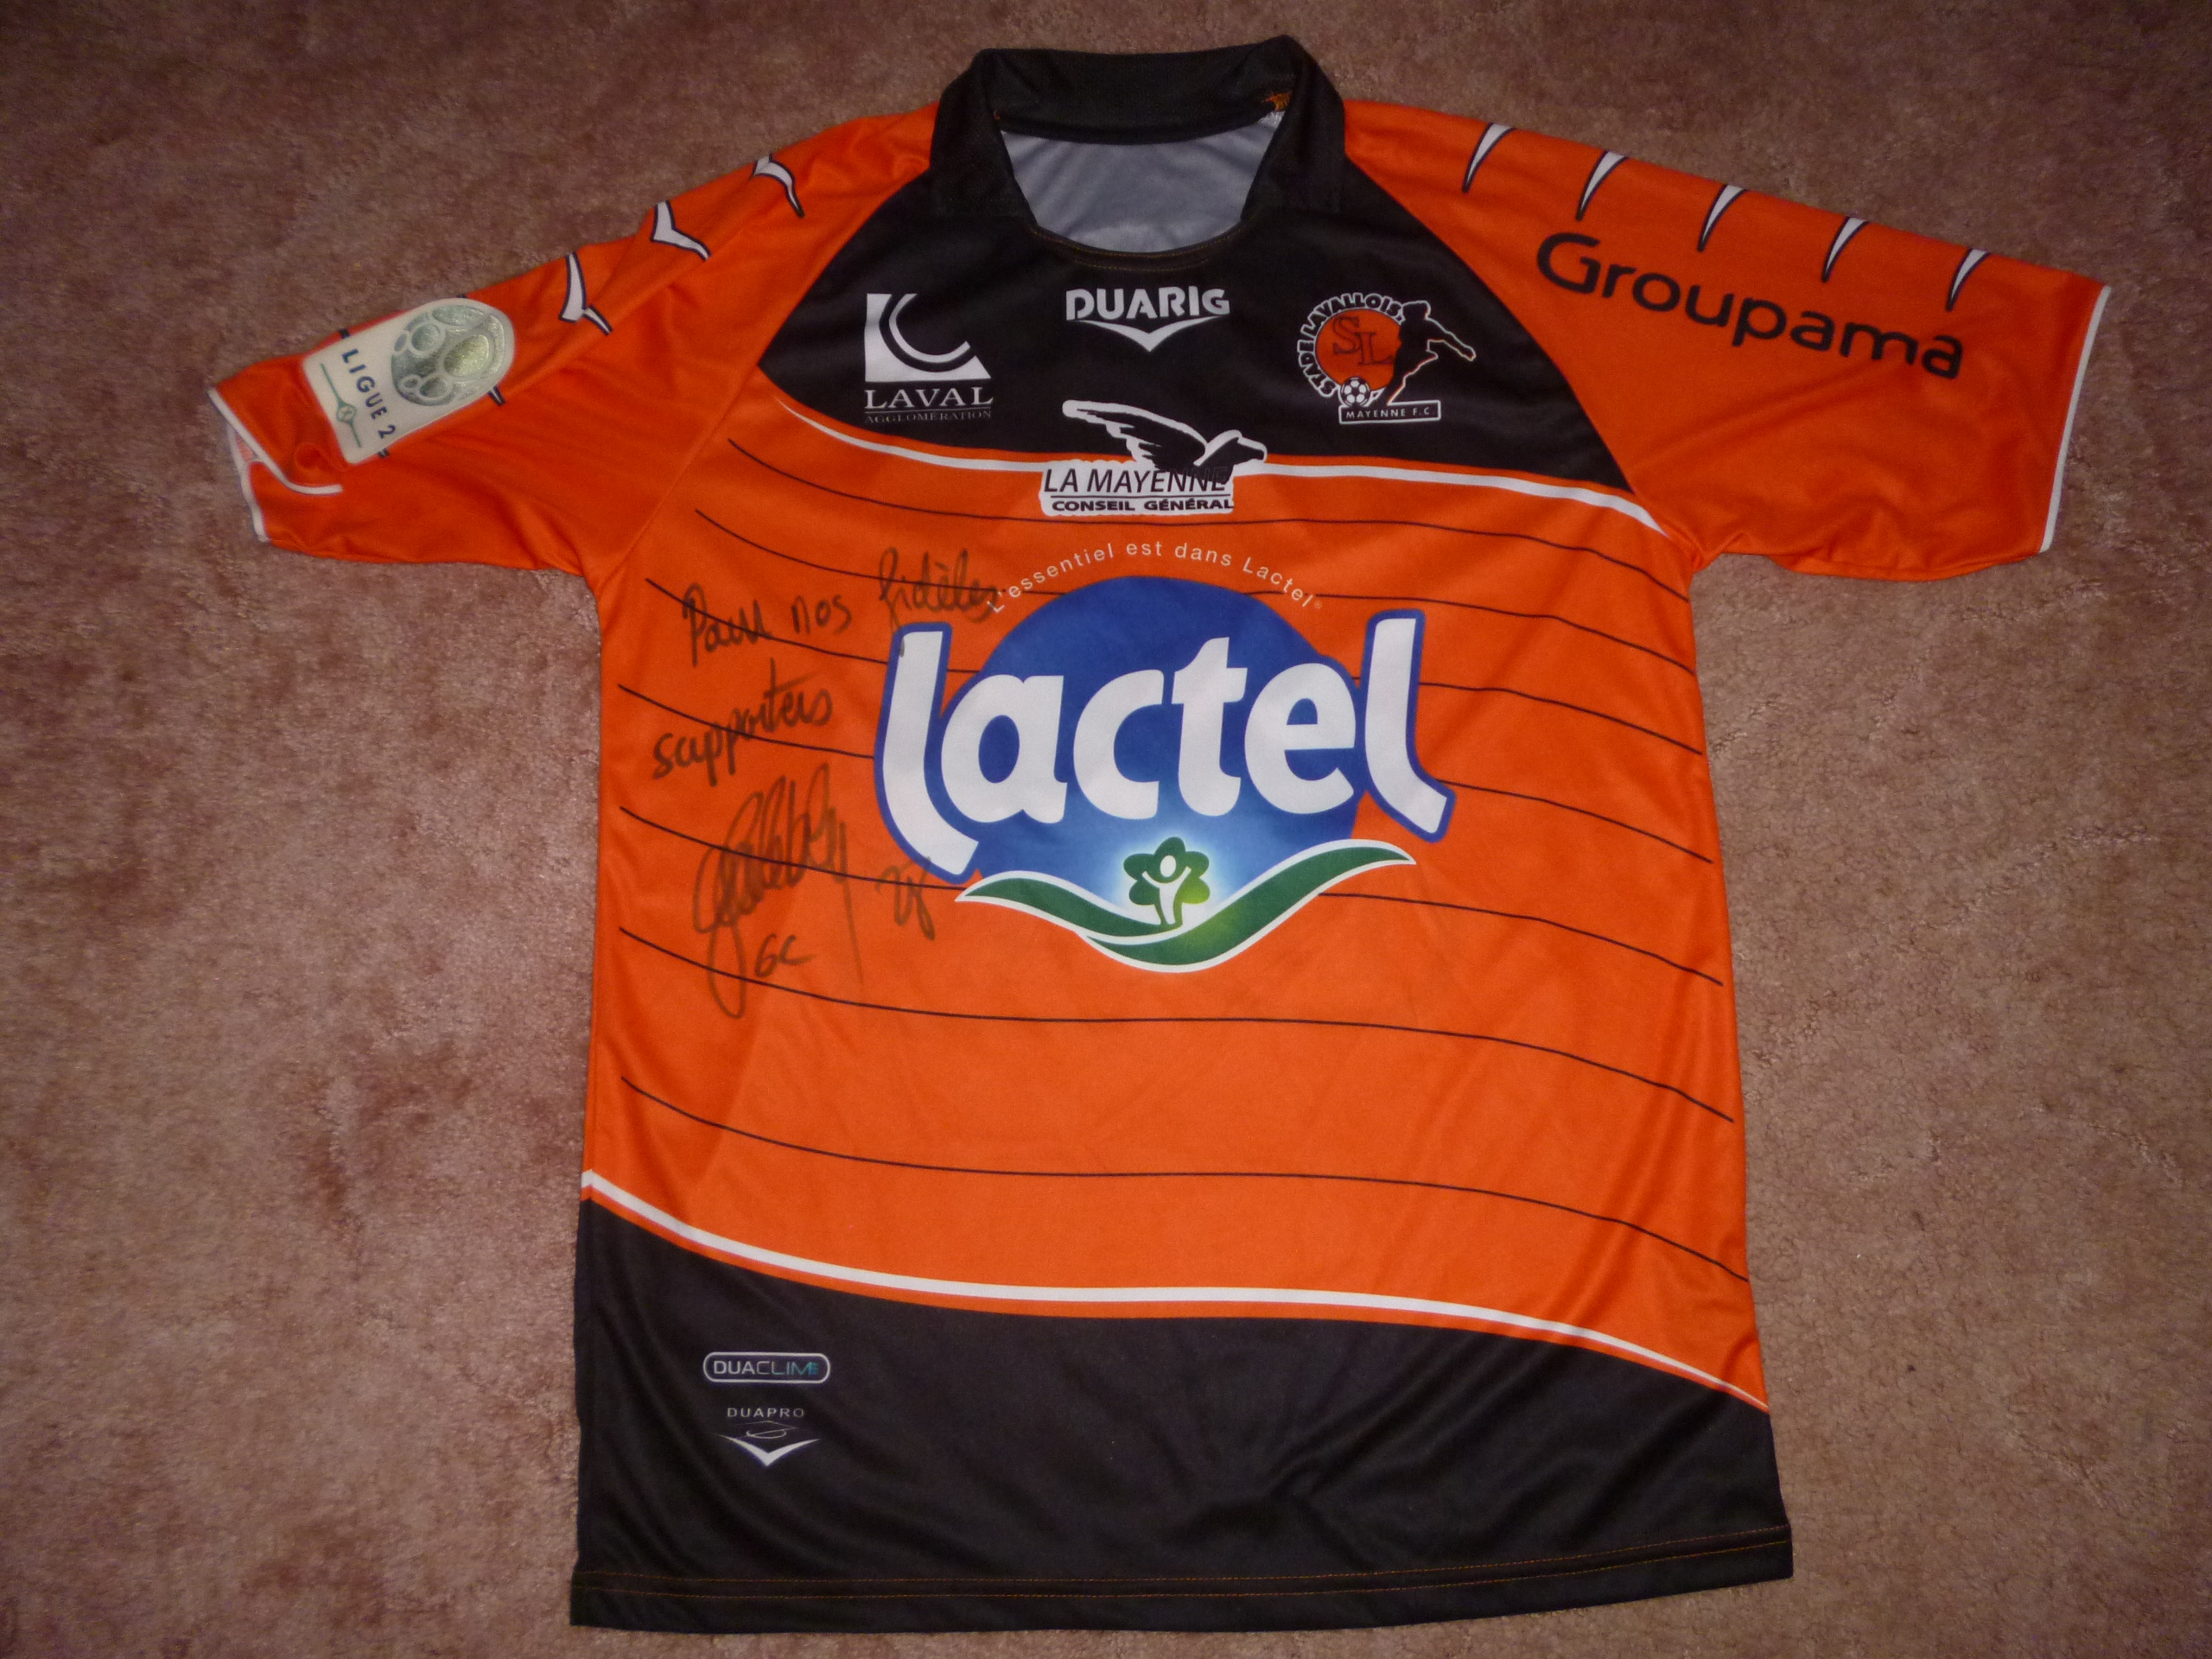 DUARIG
Groupama
LIGUE 2
LAVAL
AGGLOMERATION
STADE LAVALLOIS
SL
MAYENNE F.C.
LA MAYENNE
CONSEIL GÉNÉRAL
L'essentiel est dans Lactel®
Pour nos fidèles
supporters
lactel
GC
DUACLIM
DUAPRO